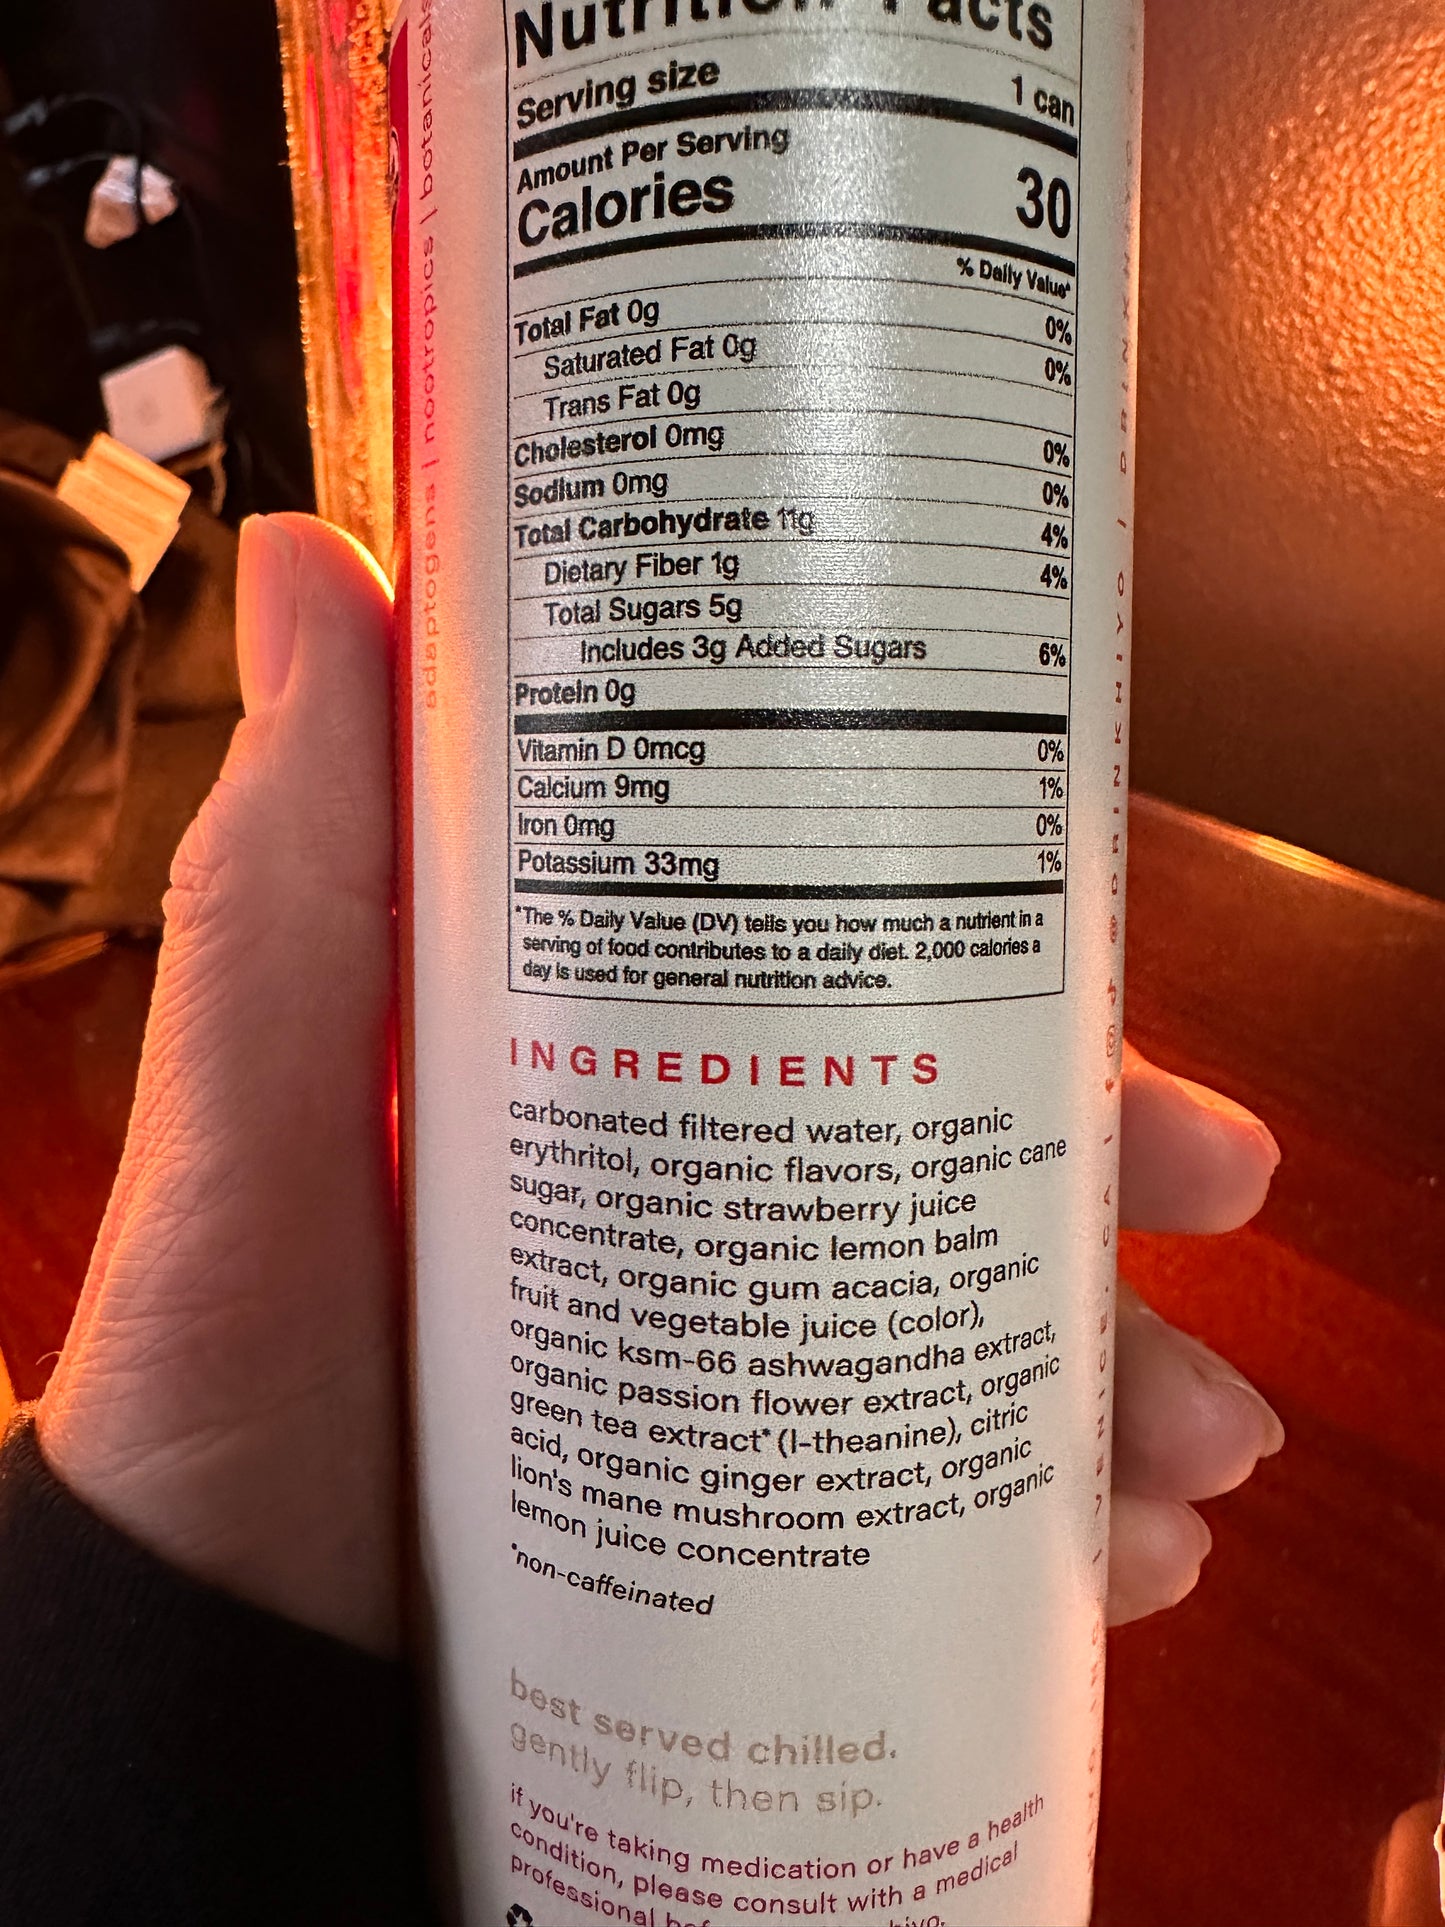 Nutrition Facts
Serving size 1 can
Amount Per Serving
Calories 30
% Daily Value*
Total Fat 0g 0%
Saturated Fat 0g 0%
Trans Fat 0g
Cholesterol 0mg 0%
Sodium 0mg 0%
Total Carbohydrate 11g 4%
Dietary Fiber 1g 4%
Total Sugars 5g
Includes 3g Added Sugars 6%
Protein 0g
Vitamin D 0mcg 0%
Calcium 9mg 1%
Iron 0mg 0%
Potassium 33mg 1%
*The % Daily Value (DV) tells you how much a nutrient in a
serving of food contributes to a daily diet. 2,000 calories a
day is used for general nutrition advice.
INGREDIENTS
carbonated filtered water, organic
erythritol, organic flavors, organic cane
sugar, organic strawberry juice
concentrate, organic lemon balm
extract, organic gum acacia, organic
fruit and vegetable juice (color),
organic ksm-66 ashwagandha extract,
organic passion flower extract, organic
green tea extract* (l-theanine), citric
acid, organic ginger extract, organic
lion's mane mushroom extract, organic
lemon juice concentrate
*non-caffeinated
best served chilled.
gently flip, then sip.
if you're taking medication or have a health
condition, please consult with a medical
professional
adaptogens | nootropics | botanicals
VENICE, CA | @DRINKHIYO |